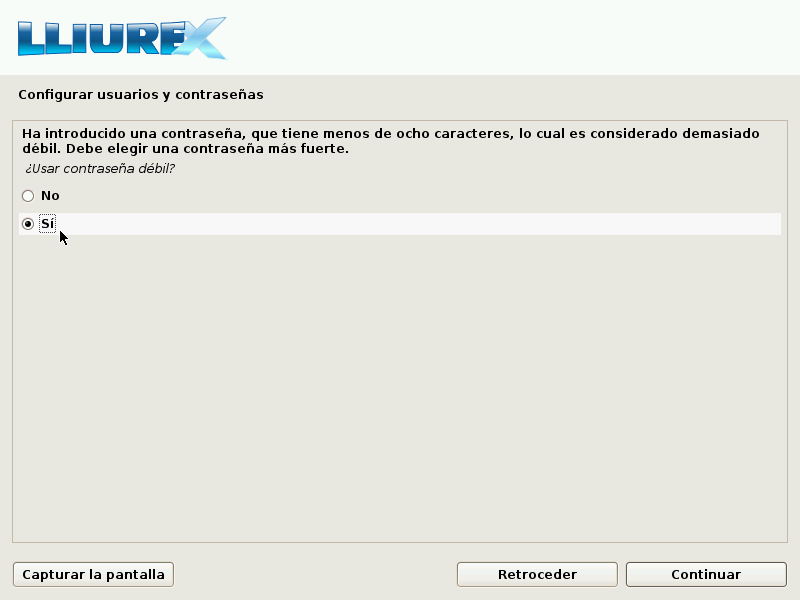 LLIUREX
Configurar usuarios y contraseñas
Ha introducido una contraseña, que tiene menos de ocho caracteres, lo cual es considerado demasiado
débil. Debe elegir una contraseña más fuerte.
¿Usar contraseña débil?
No
Sí
Capturar la pantalla
Retroceder
Continuar